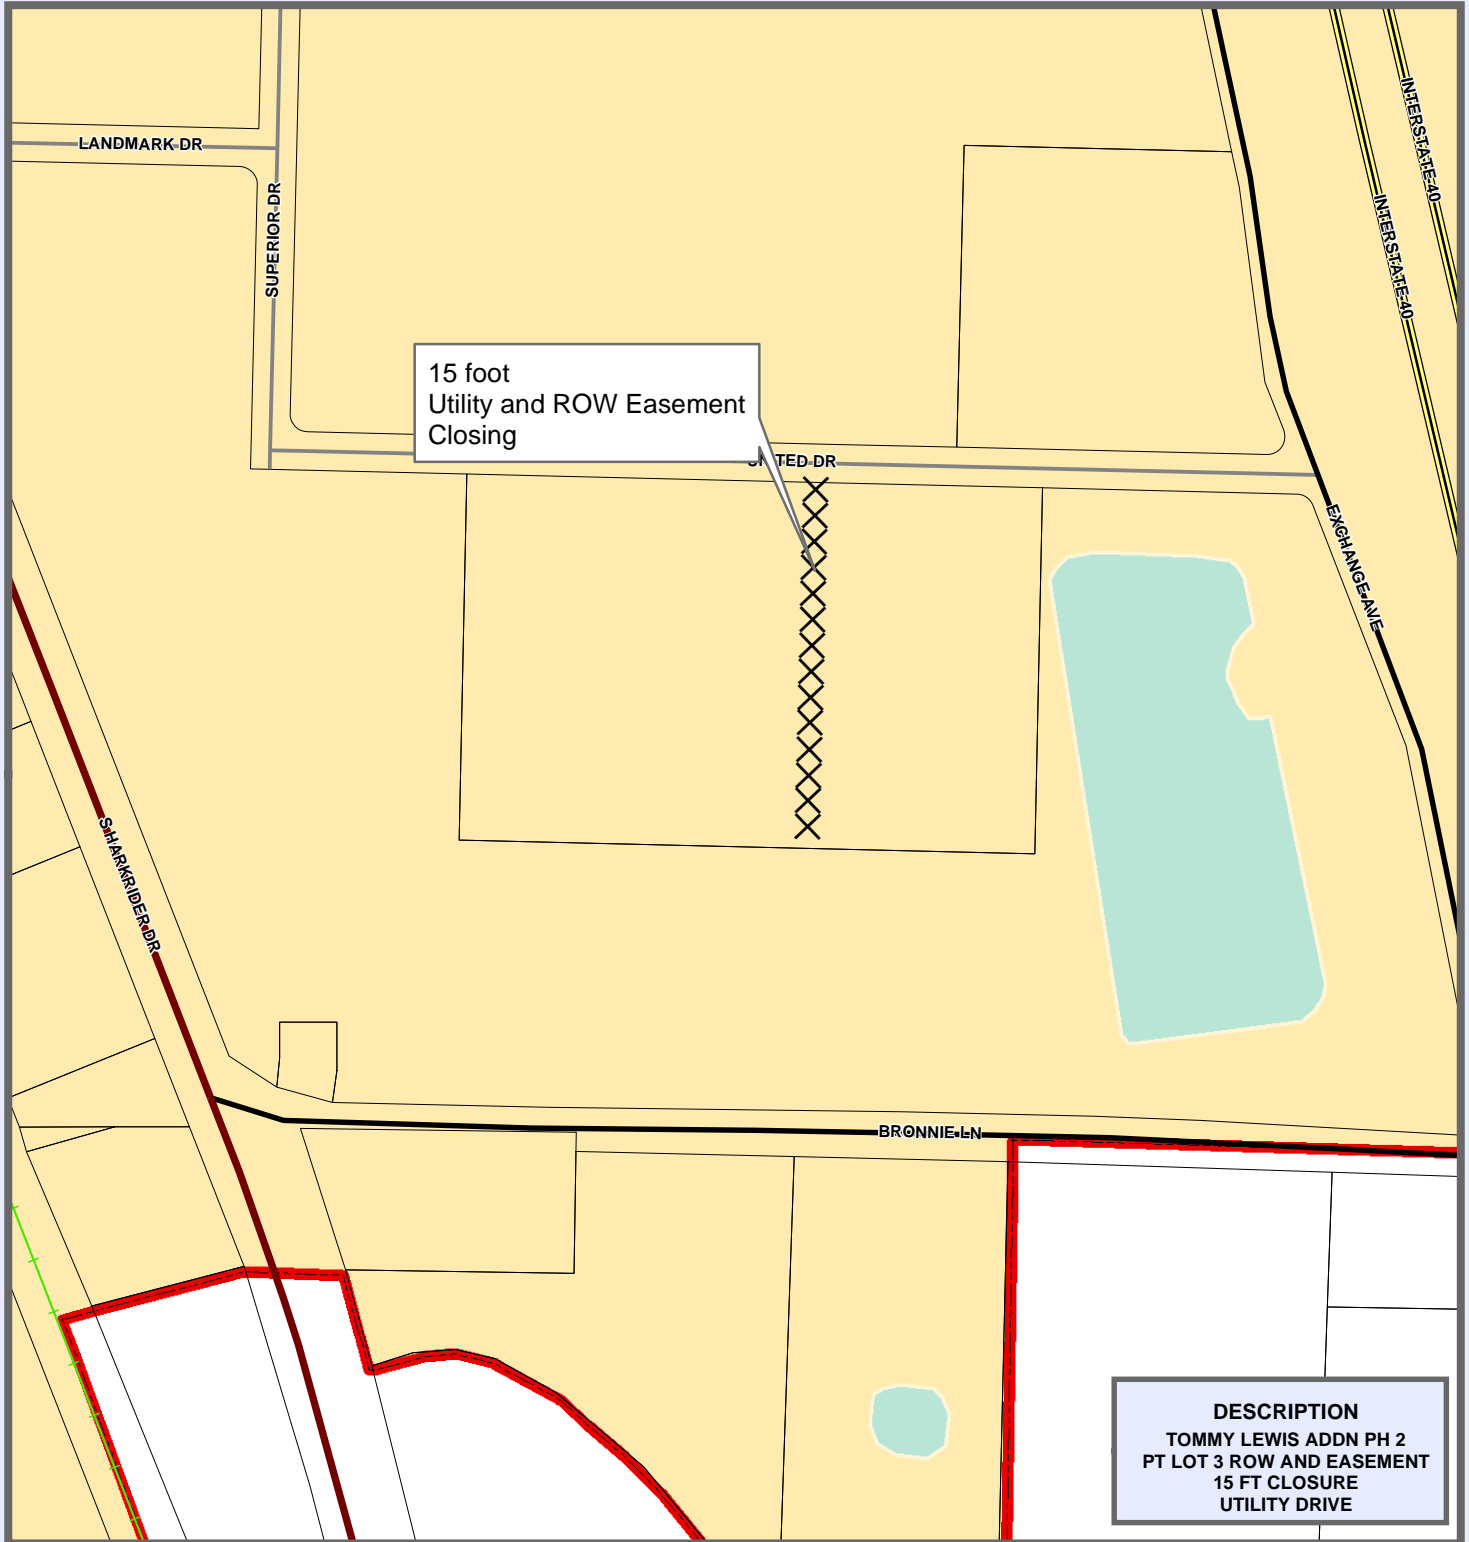 INTERSTATE 40
LANDMARK DR
SUPERIOR DR
INTERSTATE 40
15 foot
Utility and ROW Easement
Closing
DR
EXCHANGE AVE
S HARKRIDER DR
BRONNIE LN
DESCRIPTION
TOMMY LEWIS ADDN PH 2
PT LOT 3 ROW AND EASEMENT
15 FT CLOSURE
UTILITY DRIVE